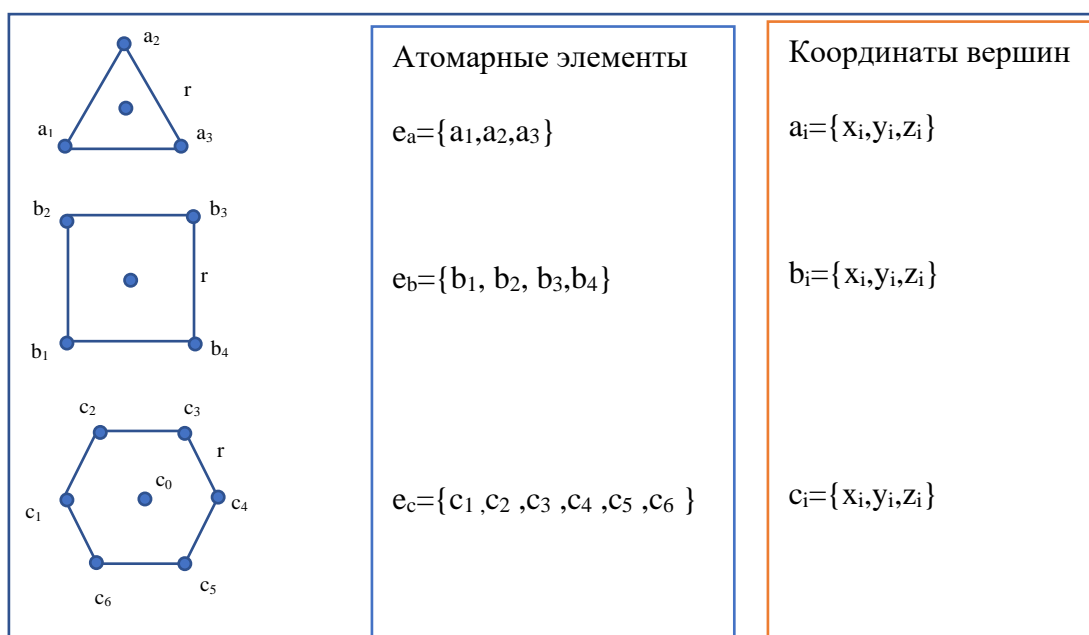 a₂
r
a₁
a₃
b₂
b₃
r
b₁
b₄
c₂
c₃
r
c₀
c₁
c₄
c₆
c₅
Атомарные элементы
eₐ={a₁,a₂,a₃}
e_b={b₁, b₂, b₃,b₄}
e_c={c₁ ,c₂ ,c₃ ,c₄ ,c₅ ,c₆ }
Координаты вершин
aᵢ={xᵢ,yᵢ,zᵢ}
bᵢ={xᵢ,yᵢ,zᵢ}
cᵢ={xᵢ,yᵢ,zᵢ}